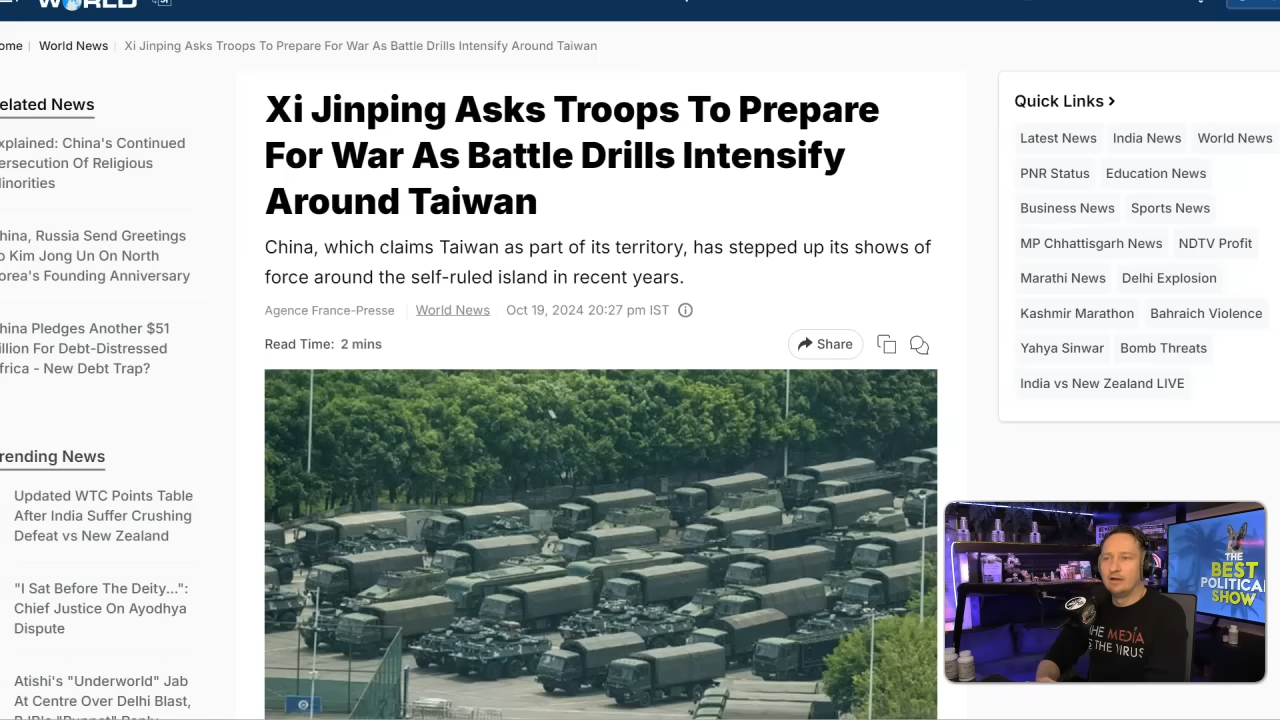 WORLD
ome
World News
Xi Jinping Asks Troops To Prepare For War As Battle Drills Intensify Around Taiwan
elated News
xplained: China's Continued
ersecution Of Religious
linorities
hina, Russia Send Greetings
o Kim Jong Un On North
orea's Founding Anniversary
hina Pledges Another $51
illion For Debt-Distressed
frica - New Debt Trap?
rending News
Updated WTC Points Table
After India Suffer Crushing
Defeat vs New Zealand
"I Sat Before The Deity...":
Chief Justice On Ayodhya
Dispute
Atishi's "Underworld" Jab
At Centre Over Delhi Blast,
Xi Jinping Asks Troops To Prepare
For War As Battle Drills Intensify
Around Taiwan
China, which claims Taiwan as part of its territory, has stepped up its shows of
force around the self-ruled island in recent years.
Agence France-Presse
World News
Oct 19, 2024 20:27 pm IST
Read Time: 2 mins
Share
Quick Links
Latest News
India News
World News
PNR Status
Education News
Business News
Sports News
MP Chhattisgarh News
NDTV Profit
Marathi News
Delhi Explosion
Kashmir Marathon
Bahraich Violence
Yahya Sinwar
Bomb Threats
India vs New Zealand LIVE
THE
BEST
POLITICAL
SHOW
THE MEDIA
IS THE VIRUS